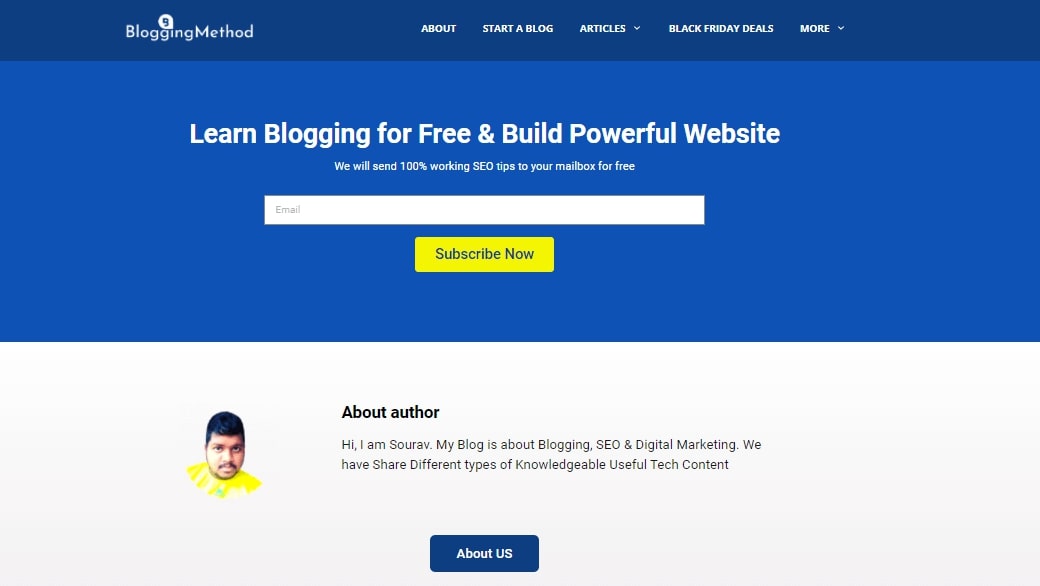 BloggingMethod
ABOUT START A BLOG ARTICLES BLACK FRIDAY DEALS MORE
Learn Blogging for Free & Build Powerful Website
We will send 100% working SEO tips to your mailbox for free
Email
Subscribe Now
About author
Hi, I am Sourav. My Blog is about Blogging, SEO & Digital Marketing. We
have Share Different types of Knowledgeable Useful Tech Content
About US